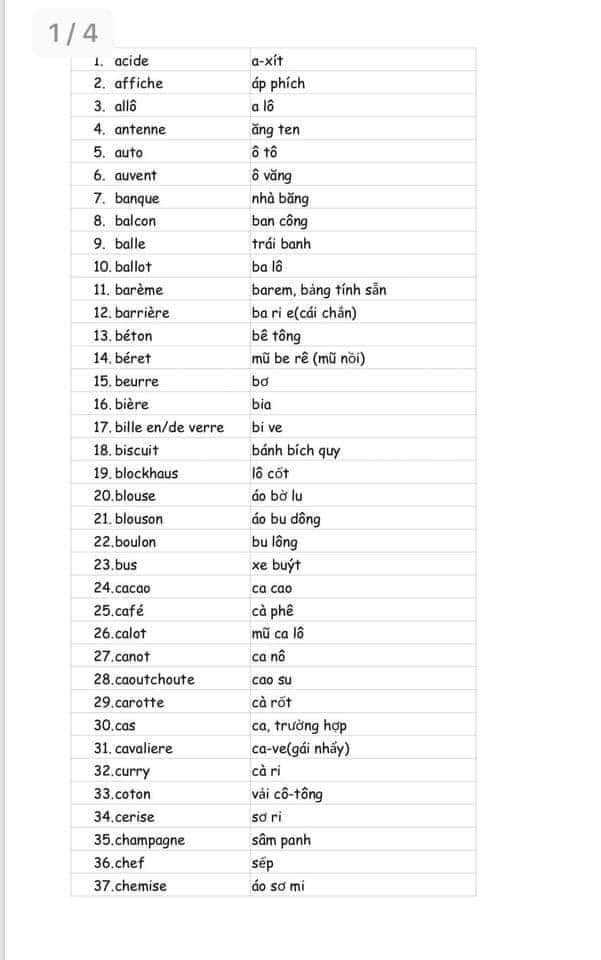 1 / 4
1. acide a-xít
2. affiche áp phích
3. allô a lô
4. antenne ăng ten
5. auto ô tô
6. auvent ô văng
7. banque nhà băng
8. balcon ban công
9. balle trái banh
10. ballot ba lô
11. barème barem, bảng tính sẵn
12. barrière ba ri e(cái chắn)
13. béton bê tông
14. béret mũ be rê (mũ nồi)
15. beurre bơ
16. bière bia
17. bille en/de verre bi ve
18. biscuit bánh bích quy
19. blockhaus lô cốt
20.blouse áo bờ lu
21. blouson áo bu dông
22.boulon bu lông
23.bus xe buýt
24.cacao ca cao
25.café cà phê
26.calot mũ ca lô
27.canot ca nô
28.caoutchoute cao su
29.carotte cà rốt
30.cas ca, trường hợp
31. cavaliere ca-ve(gái nhẩy)
32.curry cà ri
33.coton vải cô-tông
34.cerise sơ ri
35.champagne sâm panh
36.chef sếp
37.chemise áo sơ mi